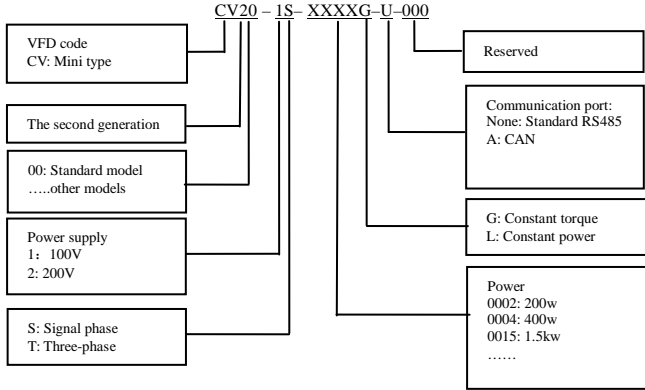 CV20 – 1S– XXXXG–U–000
VFD code
CV: Mini type
The second generation
00: Standard model
…..other models
Power supply
1： 100V
2: 200V
S: Signal phase
T: Three-phase
Reserved
Communication port:
None: Standard RS485
A: CAN
G: Constant torque
L: Constant power
Power
0002: 200w
0004: 400w
0015: 1.5kw
……